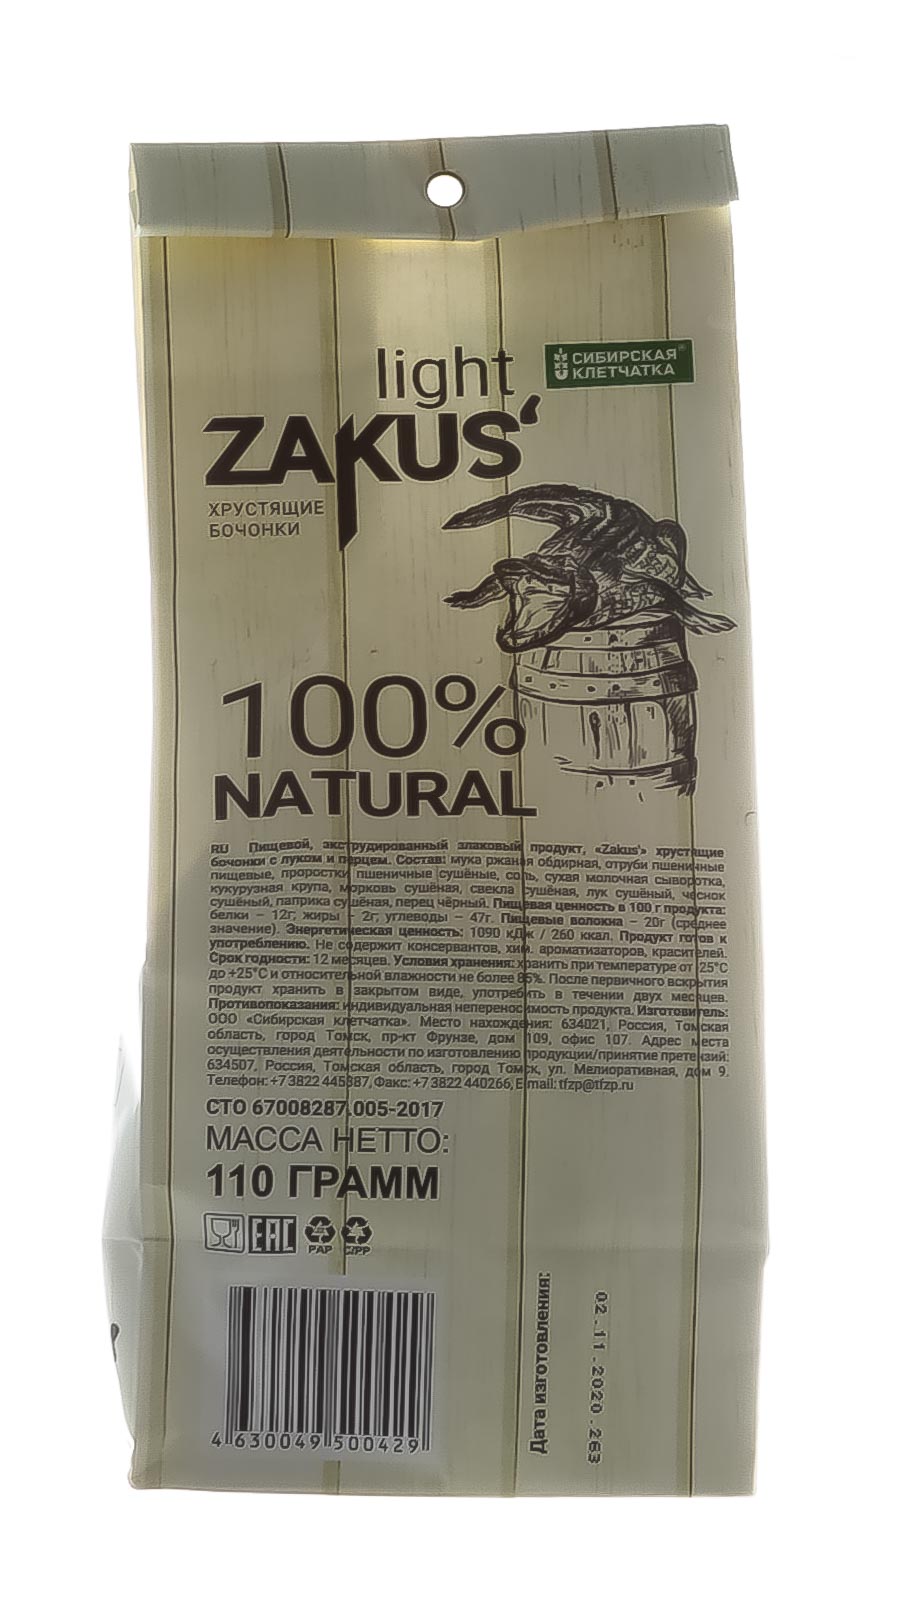 light
СИБИРСКАЯ
КЛЕТЧАТКА
ZAKUS'
ХРУСТЯЩИЕ
БОЧОНКИ
100%
NATURAL
RU Пищевой, экструдированный злаковый продукт, «Zakus'» хрустящие
бочонки с луком и перцем. Состав: мука ржаная обдирная, отруби пшеничные
пищевые, проростки пшеничные сушёные, соль, сухая молочная сыворотка,
кукурузная крупа, морковь сушёная, свекла сушёная, лук сушёный, чеснок
сушёный, паприка сушёная, перец чёрный. Пищевая ценность в 100 г продукта:
белки – 12г; жиры – 2г; углеводы – 47г. Пищевые волокна – 20г (среднее
значение). Энергетическая ценность: 1090 кДж / 260 ккал. Продукт готов к
употреблению. Не содержит консервантов, хим. ароматизаторов, красителей.
Срок годности: 12 месяцев. Условия хранения: хранить при температуре от -25°С
до +25°С и относительной влажности не более 85%. После первичного вскрытия
продукт хранить в закрытом виде, употребить в течении двух месяцев.
Противопоказания: индивидуальная непереносимость продукта. Изготовитель:
ООО «Сибирская клетчатка». Место нахождения: 634021, Россия, Томская
область, город Томск, пр-кт Фрунзе, дом 109, офис 107. Адрес места
осуществления деятельности по изготовлению продукции/принятие претензий:
634507, Россия, Томская область, город Томск, ул. Мелиоративная, дом 9.
Телефон: +7 3822 445387, Факс: +7 3822 440266, E-mail: tfzp@tfzp.ru
СТО 67008287.005-2017
МАССА НЕТТО:
110 ГРАММ
EAC
PAP C/PP
4 630049 500429
Дата изготовления:
02.11.2020.263